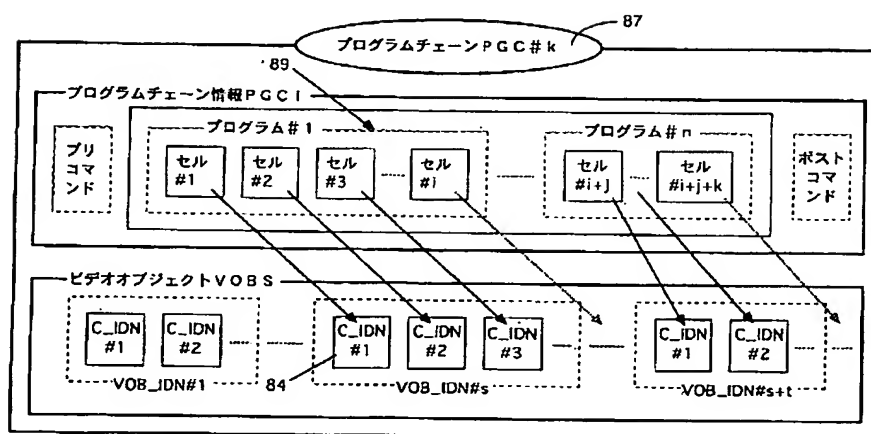 プログラムチェーンPGC#k
87
89
プログラムチェーン情報PGCI
プログラム#1
プログラム#n
プリ
コマ
ンド
セル
#1
セル
#2
セル
#3
セル
#i
セル
#i+j
セル
#i+j+k
ポスト
コマ
ンド
ビデオオブジェクトVOBS
C_IDN
#1
C_IDN
#2
C_IDN
#1
C_IDN
#2
C_IDN
#3
C_IDN
#1
C_IDN
#2
VOB_IDN#1
84
VOB_IDN#s
VOB_IDN#s+t